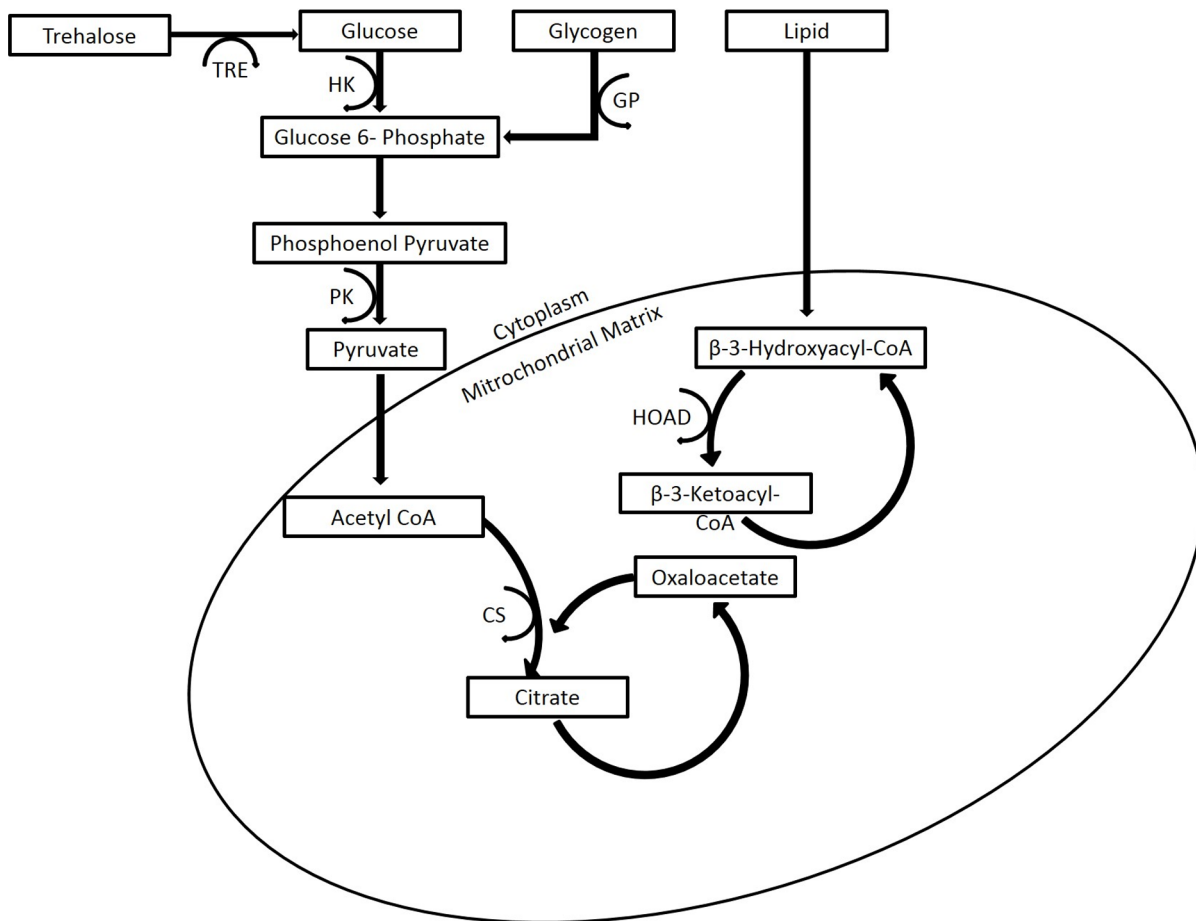 Trehalose
Glucose
Glycogen
Lipid
TRE
HK
GP
Glucose 6- Phosphate
Phosphoenol Pyruvate
PK
Cytoplasm
Mitrochondrial Matrix
Pyruvate
β-3-Hydroxyacyl-CoA
HOAD
β-3-Ketoacyl-
CoA
Acetyl CoA
Oxaloacetate
CS
Citrate